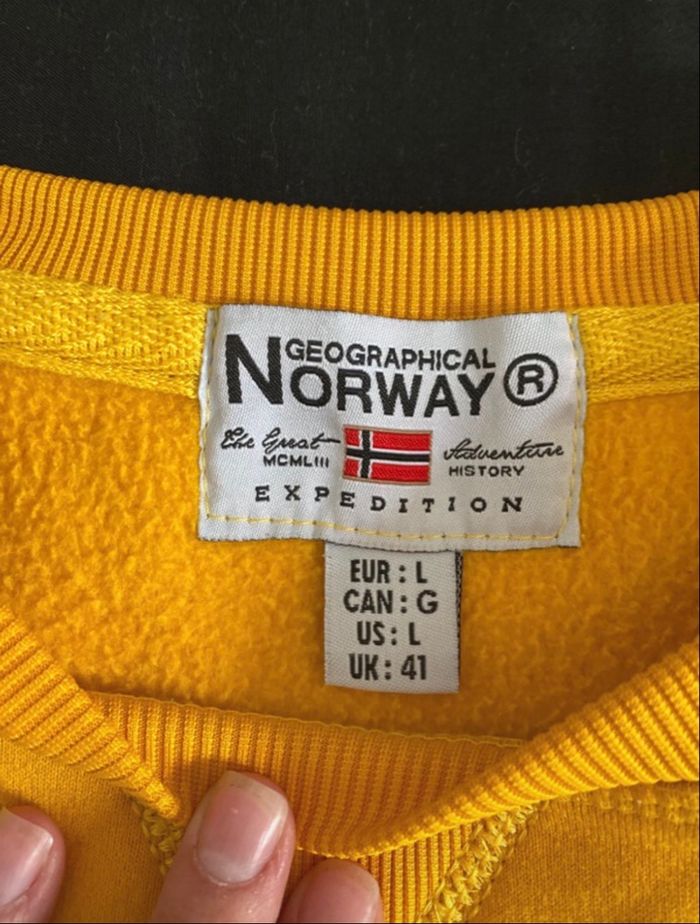 GEOGRAPHICAL
NORWAY ®
The Great Adventure
MCMLIII HISTORY
EXPEDITION
EUR : L
CAN : G
US : L
UK : 41